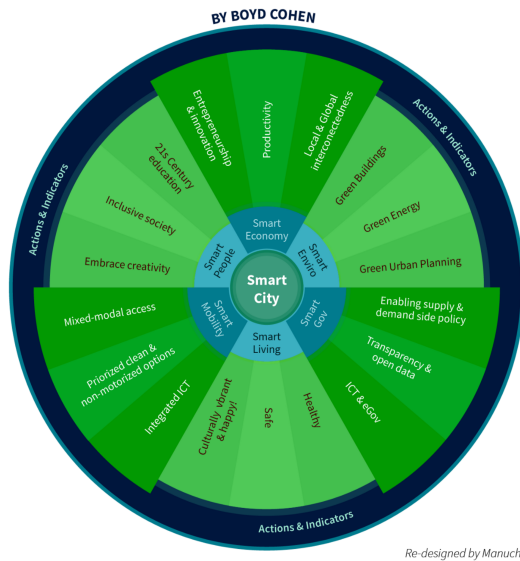 BY BOYD COHEN
Actions & Indicators
Actions & Indicators
Entrepreneurship
& innovation
Productivity
Local & Global
interconectedness
21s Century
education
Inclusive society
Embrace creativity
Green Buildings
Green Energy
Green Urban Planning
Smart
Economy
Smart
People
Smart
Enviro
Smart
City
Smart
Mobility
Smart
Living
Smart
Gov
Mixed-modal access
Priorized clean &
non-motorized options
Integrated ICT
Enabling supply &
demand side policy
Transparency &
open data
ICT & eGov
Culturally vbrant
& happy!
Safe
Healthy
Actions & Indicators
Re-designed by Manuch